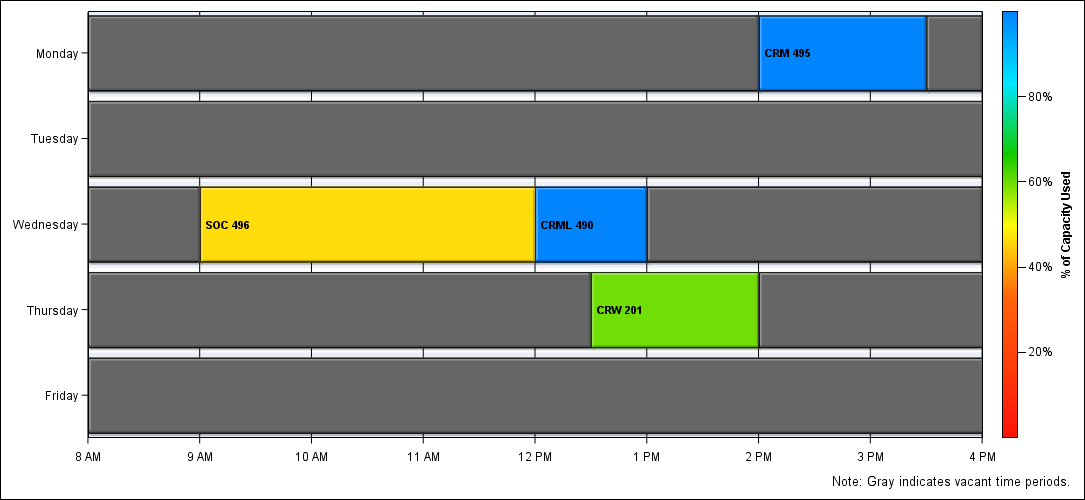 Monday
CRM 495
Tuesday
Wednesday
SOC 496
CRML 490
Thursday
CRW 201
Friday
8 AM
9 AM
10 AM
11 AM
12 PM
1 PM
2 PM
3 PM
4 PM
80%
60%
40%
20%
% of Capacity Used
Note: Gray indicates vacant time periods.